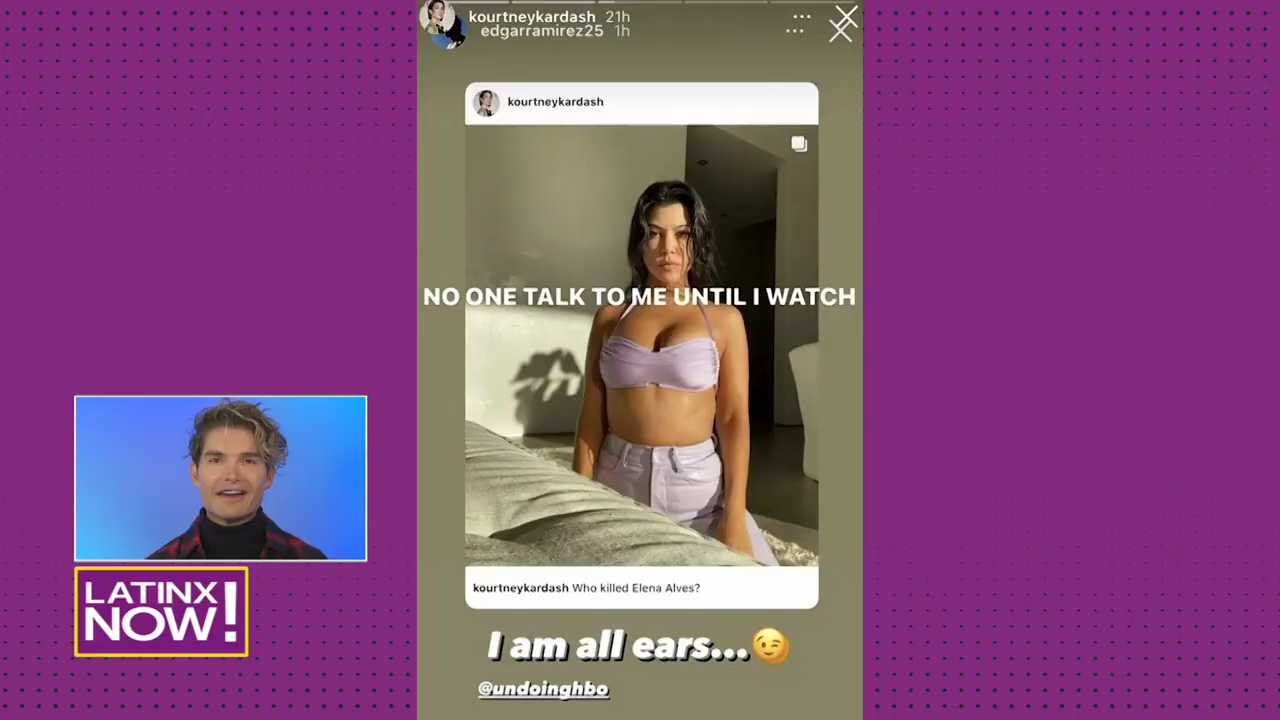 kourtneykardash 21h
edgarramirez25 1h
kourtneykardash
NO ONE TALK TO ME UNTIL I WATCH
kourtneykardash Who killed Elena Alves?
I am all ears...😉
@undoinghbo
LATINX
NOW!